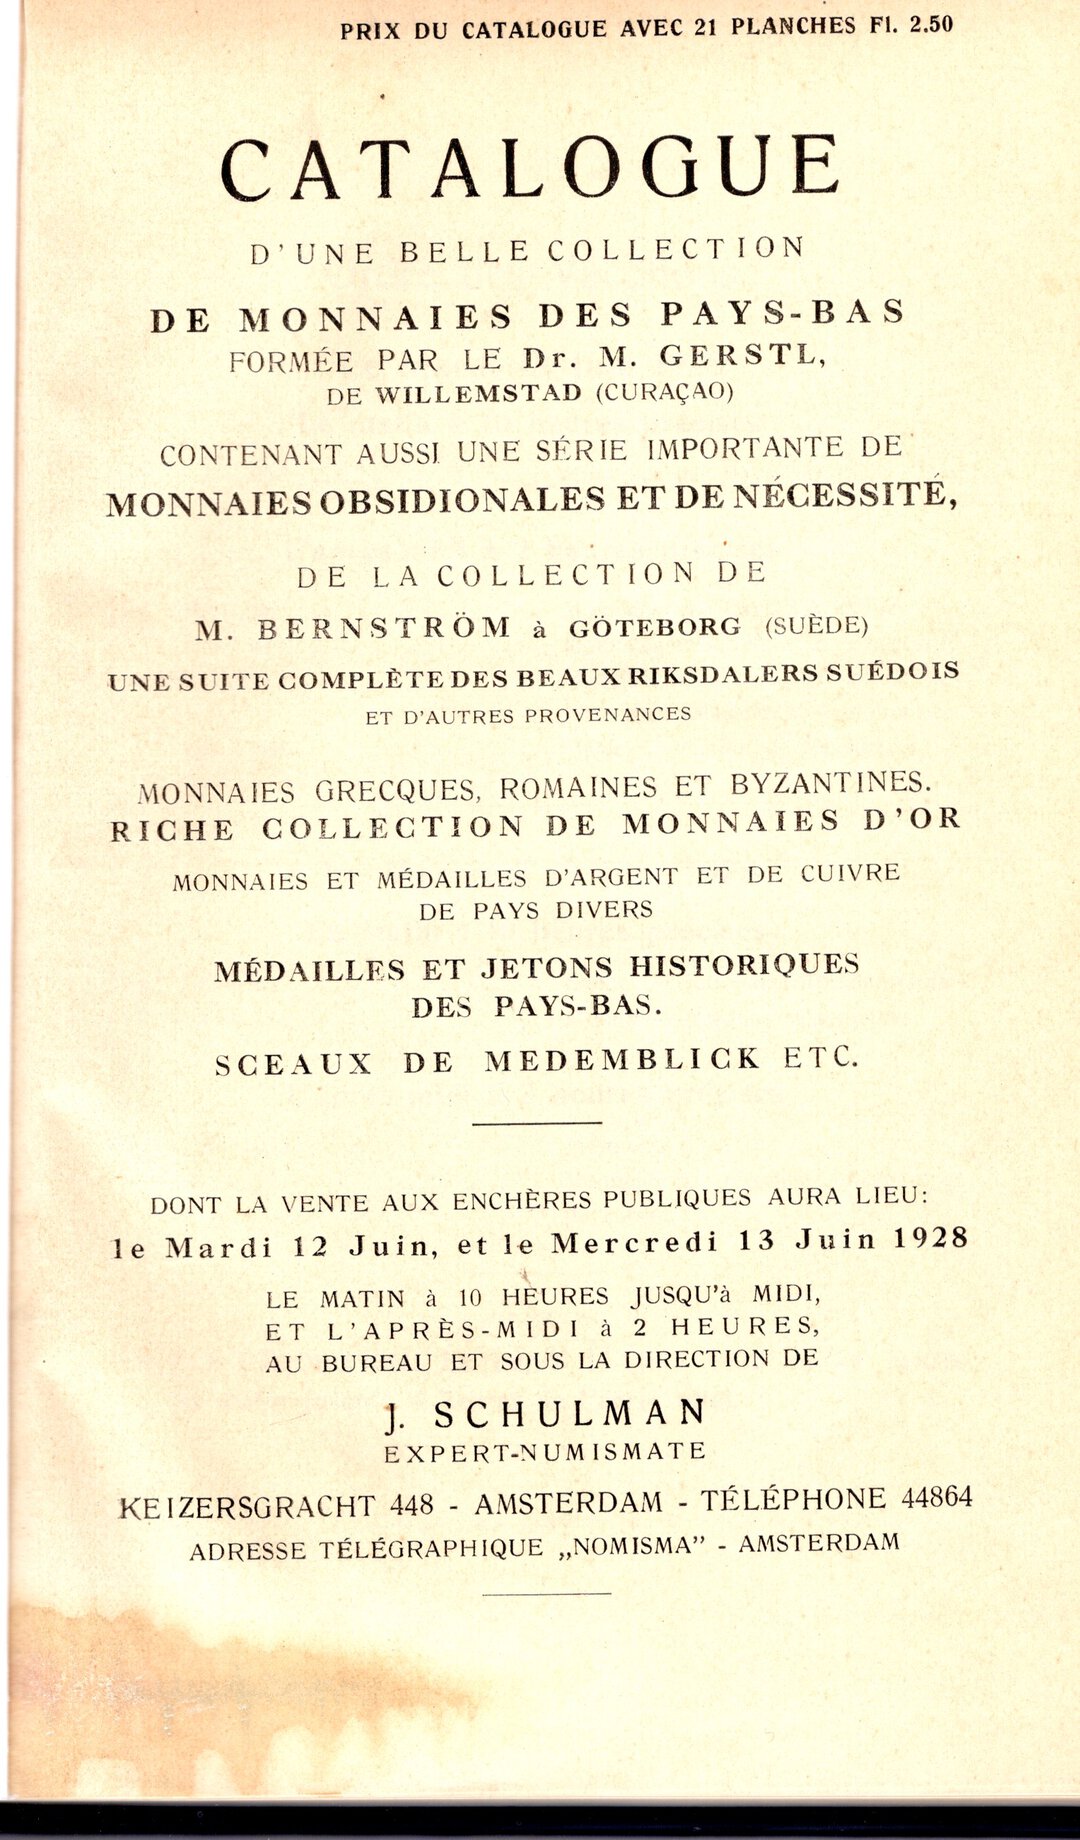 PRIX DU CATALOGUE AVEC 21 PLANCHES Fl. 2.50
CATALOGUE
D'UNE BELLE COLLECTION
DE MONNAIES DES PAYS-BAS
FORMÉE PAR LE Dr. M. GERSTL,
DE WILLEMSTAD (CURAÇAO)
CONTENANT AUSSI UNE SÉRIE IMPORTANTE DE
MONNAIES OBSIDIONALES ET DE NÉCESSITÉ,
DE LA COLLECTION DE
M. BERNSTRÖM à GÖTEBORG (SUÈDE)
UNE SUITE COMPLÈTE DES BEAUX RIKSDALERS SUÉDOIS
ET D'AUTRES PROVENANCES
MONNAIES GRECQUES, ROMAINES ET BYZANTINES.
RICHE COLLECTION DE MONNAIES D'OR
MONNAIES ET MÉDAILLES D'ARGENT ET DE CUIVRE
DE PAYS DIVERS
MÉDAILLES ET JETONS HISTORIQUES
DES PAYS-BAS.
SCEAUX DE MEDEMBLICK ETC.
DONT LA VENTE AUX ENCHÈRES PUBLIQUES AURA LIEU:
le Mardi 12 Juin, et le Mercredi 13 Juin 1928
LE MATIN à 10 HEURES JUSQU'à MIDI,
ET L'APRÈS-MIDI à 2 HEURES,
AU BUREAU ET SOUS LA DIRECTION DE
J. SCHULMAN
EXPERT-NUMISMATE
KEIZERSGRACHT 448 - AMSTERDAM - TÉLÉPHONE 44864
ADRESSE TÉLÉGRAPHIQUE „NOMISMA” - AMSTERDAM